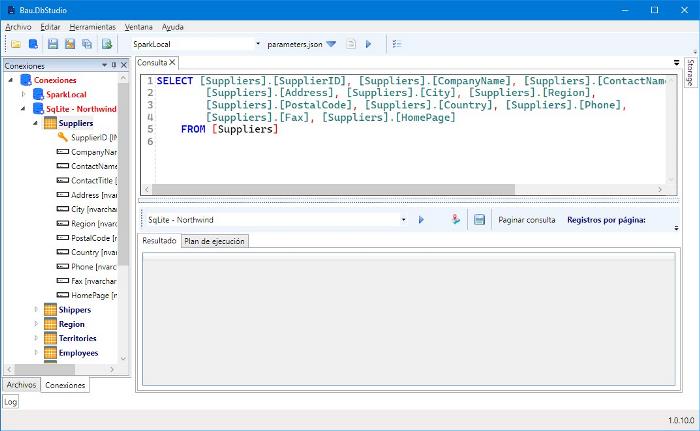 Bau.DbStudio
Archivo Editar Herramientas Ventana Ayuda
SparkLocal parameters.json
Conexiones
Conexiones
SparkLocal
SqLite - Northwind
Suppliers
SupplierID [IN
CompanyNar
ContactName
ContactTitle [
Address [nvar
City [nvarchar
Region [nvarc
PostalCode [n
Country [nvar
Phone [nvarcl
Fax [nvarchar
HomePage [n
Shippers
Region
Territories
Employees
Archivos Conexiones
Log
Consulta
1 SELECT [Suppliers].[SupplierID], [Suppliers].[CompanyName], [Suppliers].[ContactName
2 [Suppliers].[Address], [Suppliers].[City], [Suppliers].[Region],
3 [Suppliers].[PostalCode], [Suppliers].[Country], [Suppliers].[Phone],
4 [Suppliers].[Fax], [Suppliers].[HomePage]
5 FROM [Suppliers]
6
SqLite - Northwind Paginar consulta Registros por página:
Resultado Plan de ejecución
Storage
1.0.10.0